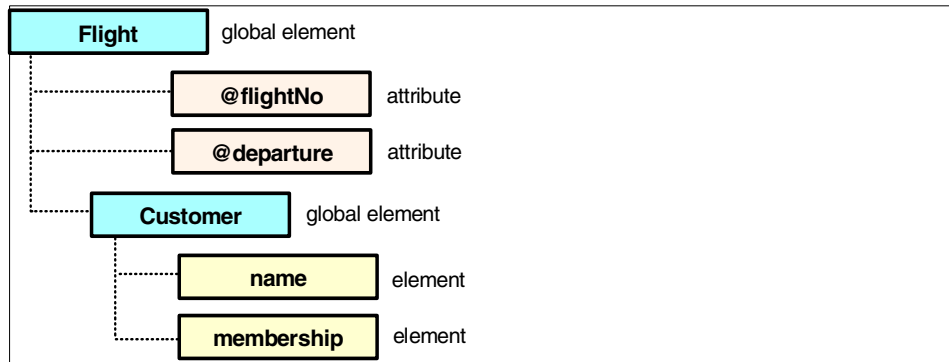 Flight global element
@flightNo attribute
@departure attribute
Customer global element
name element
membership element